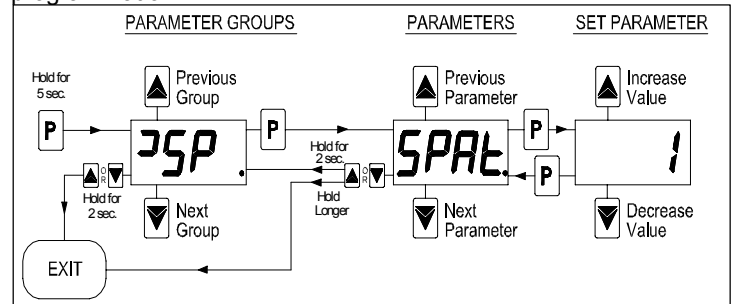 PARAMETER GROUPS PARAMETERS SET PARAMETER
Hold for
5 sec.
P
Previous
Group
SP.
Next
Group
P
Hold for
2 sec.
OR
Hold
Longer
OR
Hold for
2 sec.
EXIT
Previous
Parameter
SPAt.
Next
Parameter
P
P
Increase
Value
1
Decrease
Value